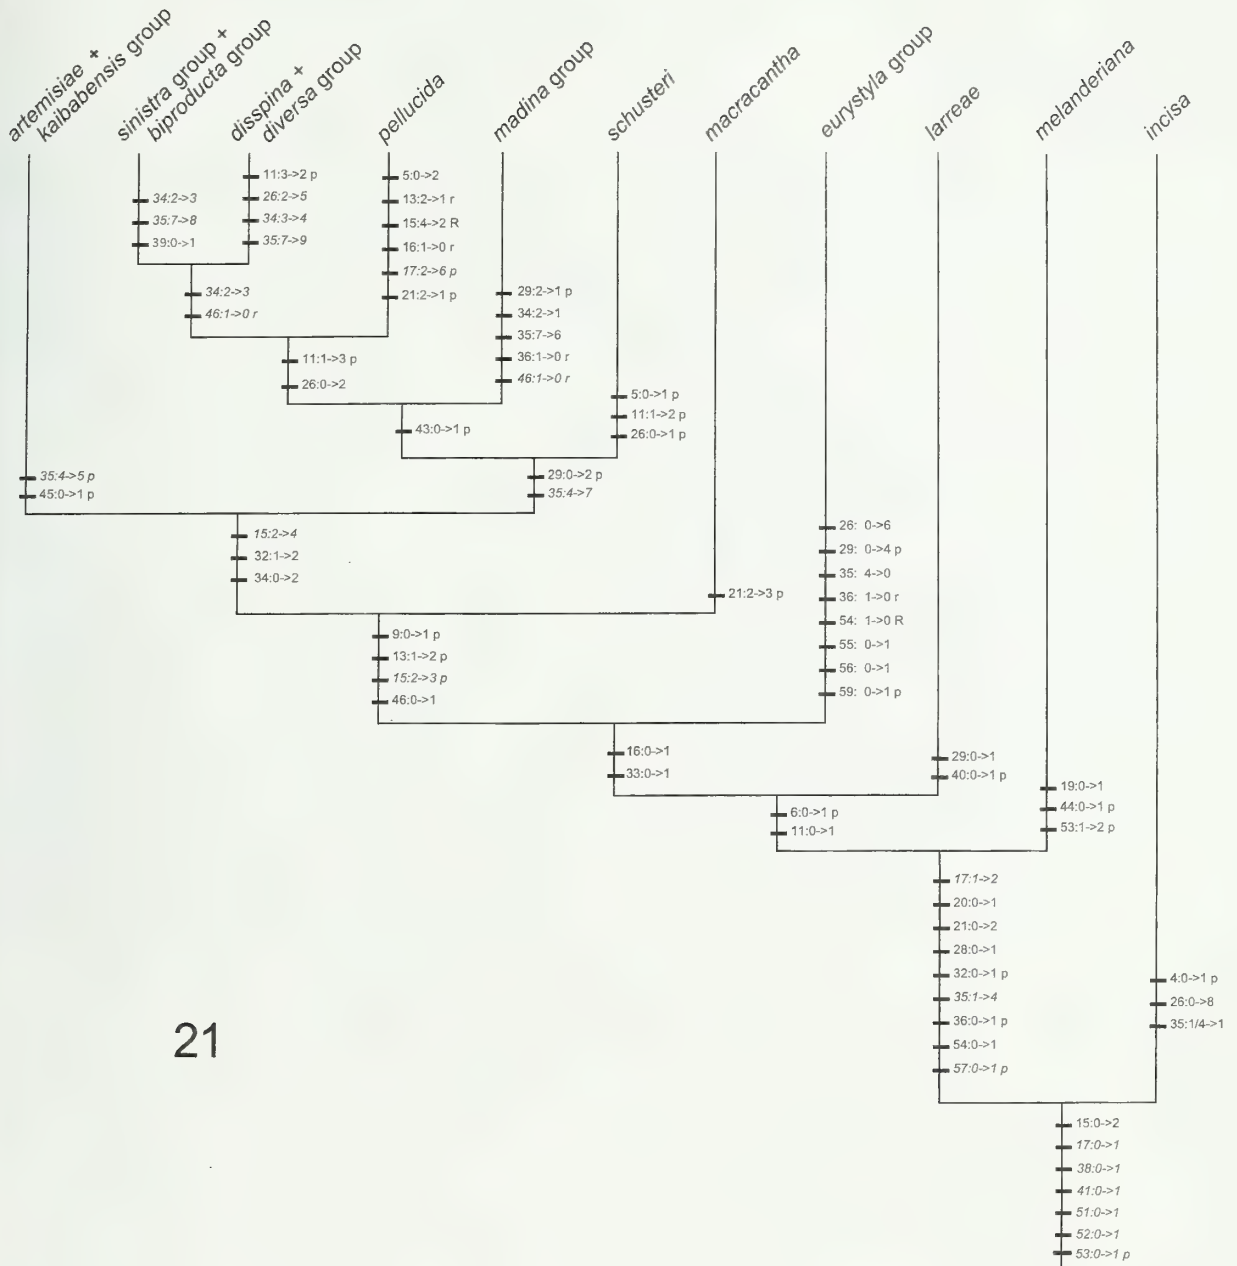 artemisiae +
kaibabensis group
sinistra group +
biproducta group
disspina +
diversa group
pellucida
madina group
schusteri
macracantha
eurystyla group
larreae
melanderiana
incisa
34:2->3
35:7->8
39:0->1
11:3->2 p
26:2->5
34:3->4
35:7->9
5:0->2
13:2->1 r
15:4->2 R
16:1->0 r
17:2->6 p
21:2->1 p
34:2->3
46:1->0 r
29:2->1 p
34:2->1
35:7->6
36:1->0 r
46:1->0 r
11:1->3 p
26:0->2
5:0->1 p
11:1->2 p
26:0->1 p
43:0->1 p
35:4->5 p
45:0->1 p
29:0->2 p
35:4->7
15:2->4
32:1->2
34:0->2
21:2->3 p
26: 0->6
29: 0->4 p
35: 4->0
36: 1->0 r
54: 1->0 R
55: 0->1
56: 0->1
59: 0->1 p
9:0->1 p
13:1->2 p
15:2->3 p
46:0->1
16:0->1
33:0->1
29:0->1
40:0->1 p
6:0->1 p
11:0->1
19:0->1
44:0->1 p
53:1->2 p
17:1->2
20:0->1
21:0->2
28:0->1
32:0->1 p
35:1->4
36:0->1 p
54:0->1
57:0->1 p
4:0->1 p
26:0->8
35:1/4->1
21
15:0->2
17:0->1
38:0->1
41:0->1
51:0->1
52:0->1
53:0->1 p